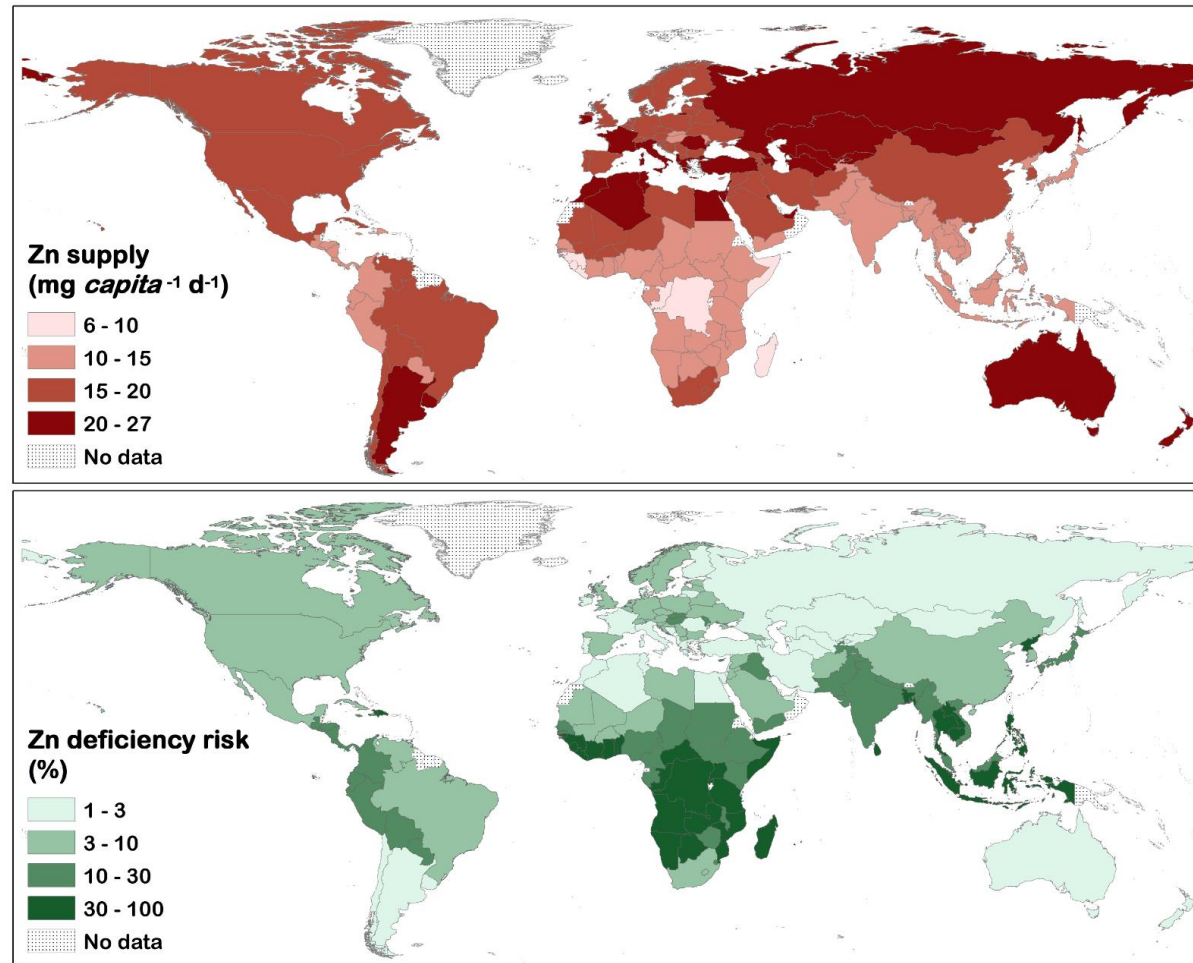 Zn supply
(mg capita⁻¹ d⁻¹)
6 - 10
10 - 15
15 - 20
20 - 27
No data
Zn deficiency risk
(%)
1 - 3
3 - 10
10 - 30
30 - 100
No data